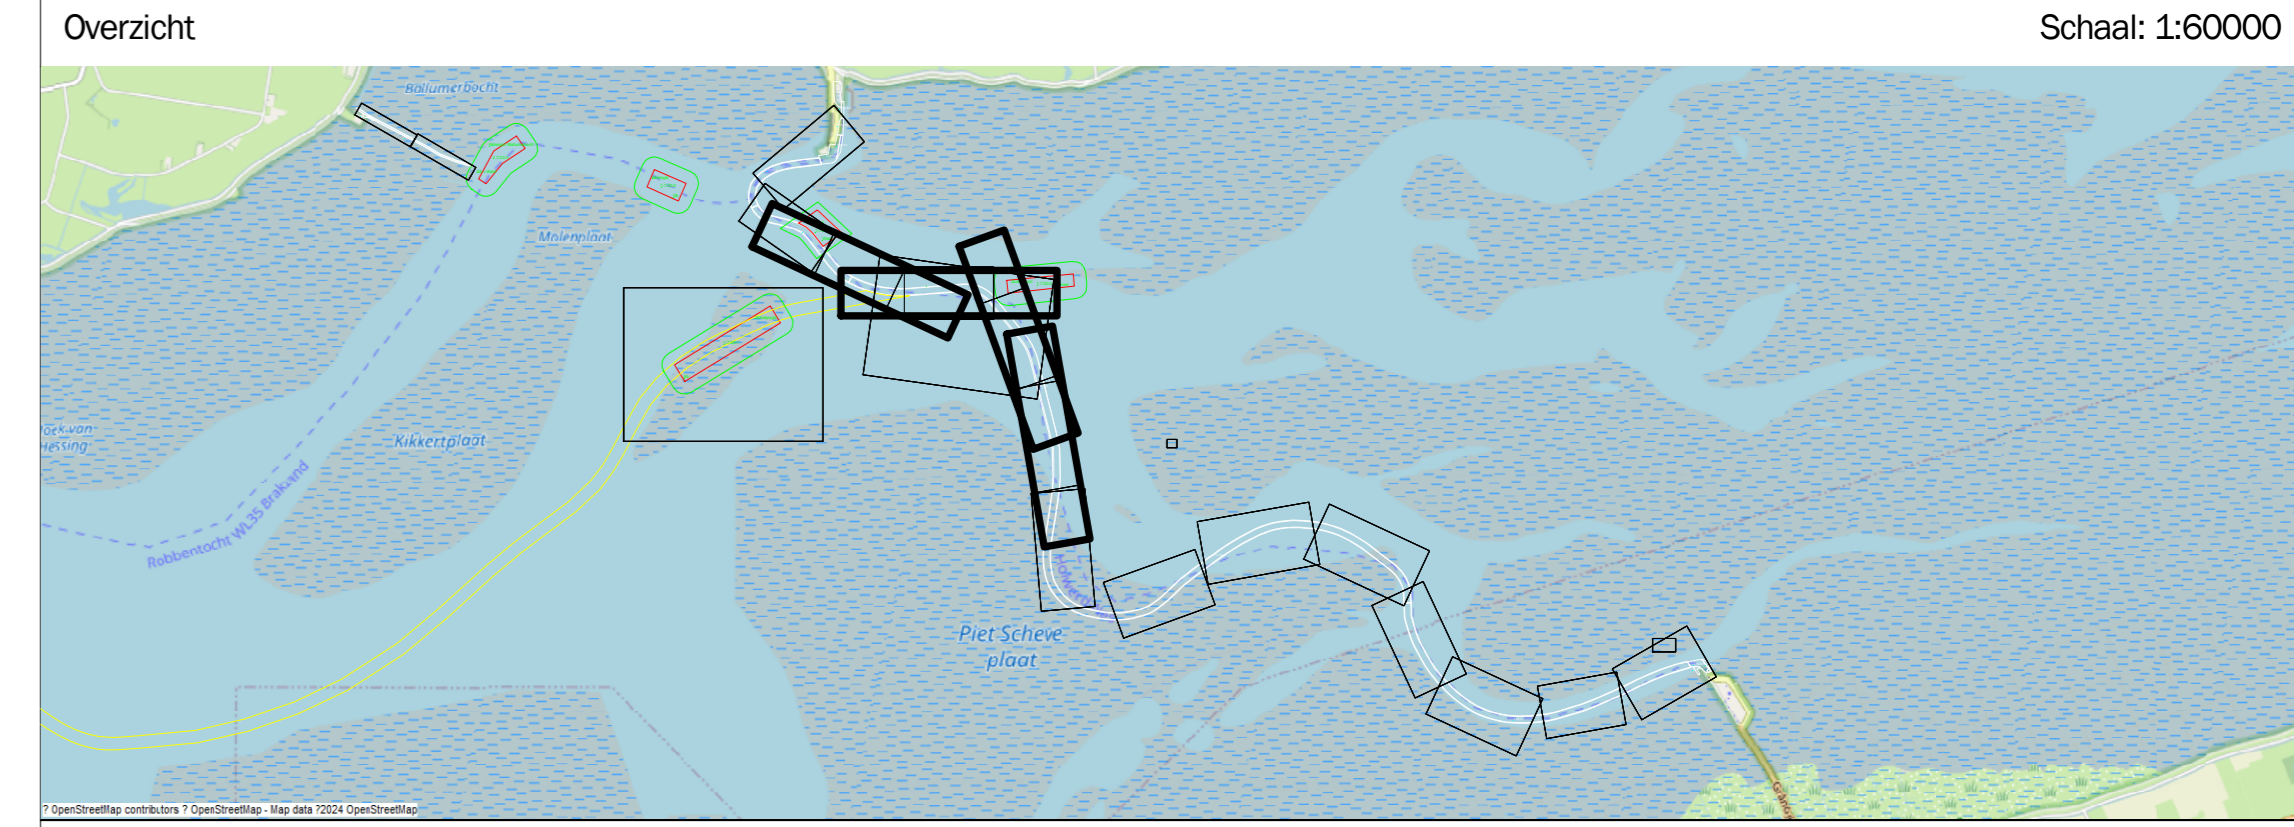 Overzicht
Schaal: 1:60000
Ballumerbocht
Molenplaat
Kikkertplaat
Robbentocht WL35 Brakzand
Piet Scheve
plaat
? OpenStreetMap contributors ? OpenStreetMap - Map data ?2024 OpenStreetMap